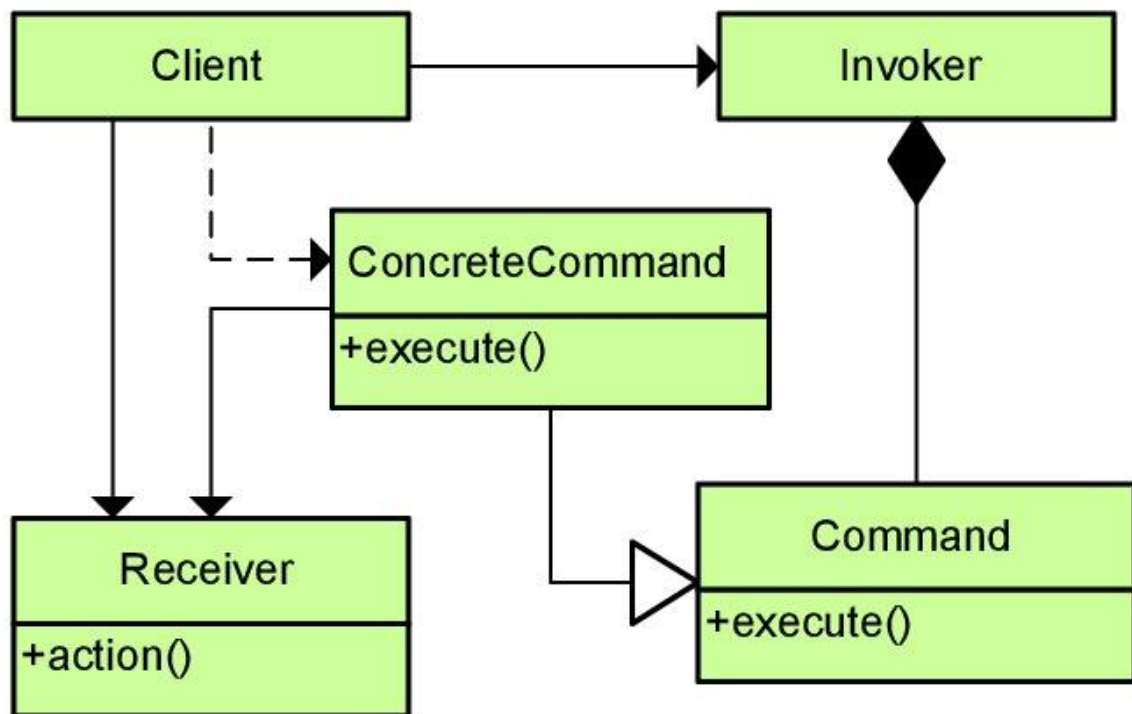 Client
Invoker
ConcreteCommand
+execute()
Receiver
+action()
Command
+execute()